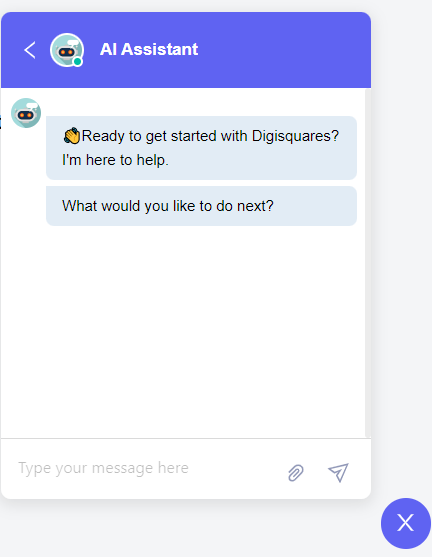 AI Assistant
👏Ready to get started with Digisquares?
I'm here to help.
What would you like to do next?
Type your message here
X